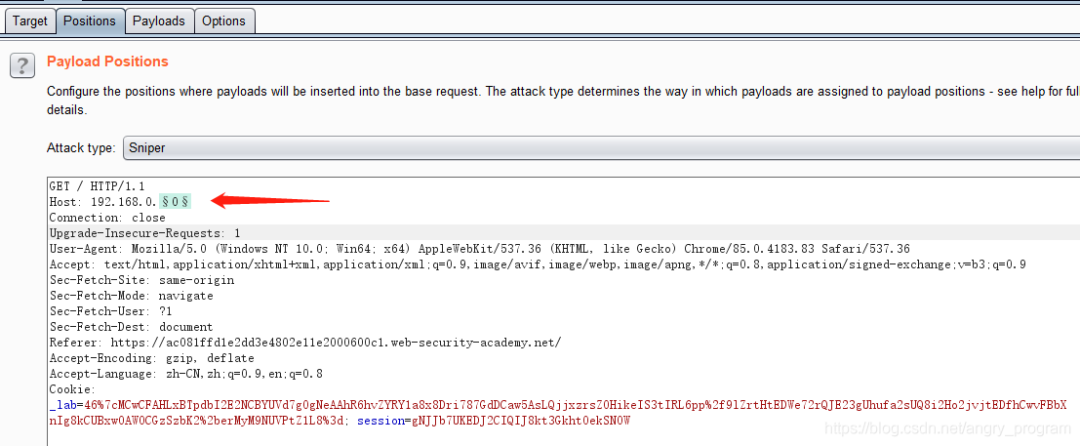 Target Positions Payloads Options
? Payload Positions
Configure the positions where payloads will be inserted into the base request. The attack type determines the way in which payloads are assigned to payload positions - see help for full
details.
Attack type: Sniper
GET / HTTP/1.1
Host: 192.168.0.§0§
Connection: close
Upgrade-Insecure-Requests: 1
User-Agent: Mozilla/5.0 (Windows NT 10.0; Win64; x64) AppleWebKit/537.36 (KHTML, like Gecko) Chrome/85.0.4183.83 Safari/537.36
Accept: text/html,application/xhtml+xml,application/xml;q=0.9,image/avif,image/webp,image/apng,*/*;q=0.8,application/signed-exchange;v=b3;q=0.9
Sec-Fetch-Site: same-origin
Sec-Fetch-Mode: navigate
Sec-Fetch-User: ?1
Sec-Fetch-Dest: document
Referer: https://ac081ffd1e2dd3e4802e11e2000600c1.web-security-academy.net/
Accept-Encoding: gzip, deflate
Accept-Language: zh-CN,zh;q=0.9,en;q=0.8
Cookie:
_lab=46%7cMCwCFAHLxBTpdbI2E2NCBYUVd7g0gNeAAhR6hvZYRY1a8x8Dri787GdDCaw5AsLQjjxzrsZ0HikeIS3tIRL6pp%2f9lZrtHtEDWe72rQJE23gUhufa2sUQ8i2Ho2jvjtEDfhCwvFBbX
nIg8kCUBxw0AW0CGzSzbK2%2berMyM9NUVPtZ1L8%3d; session=gNJJb7UKEDJ2CIQIJ8kt3Gkht0ekSN0W
https://blog.csdn.net/angry_program